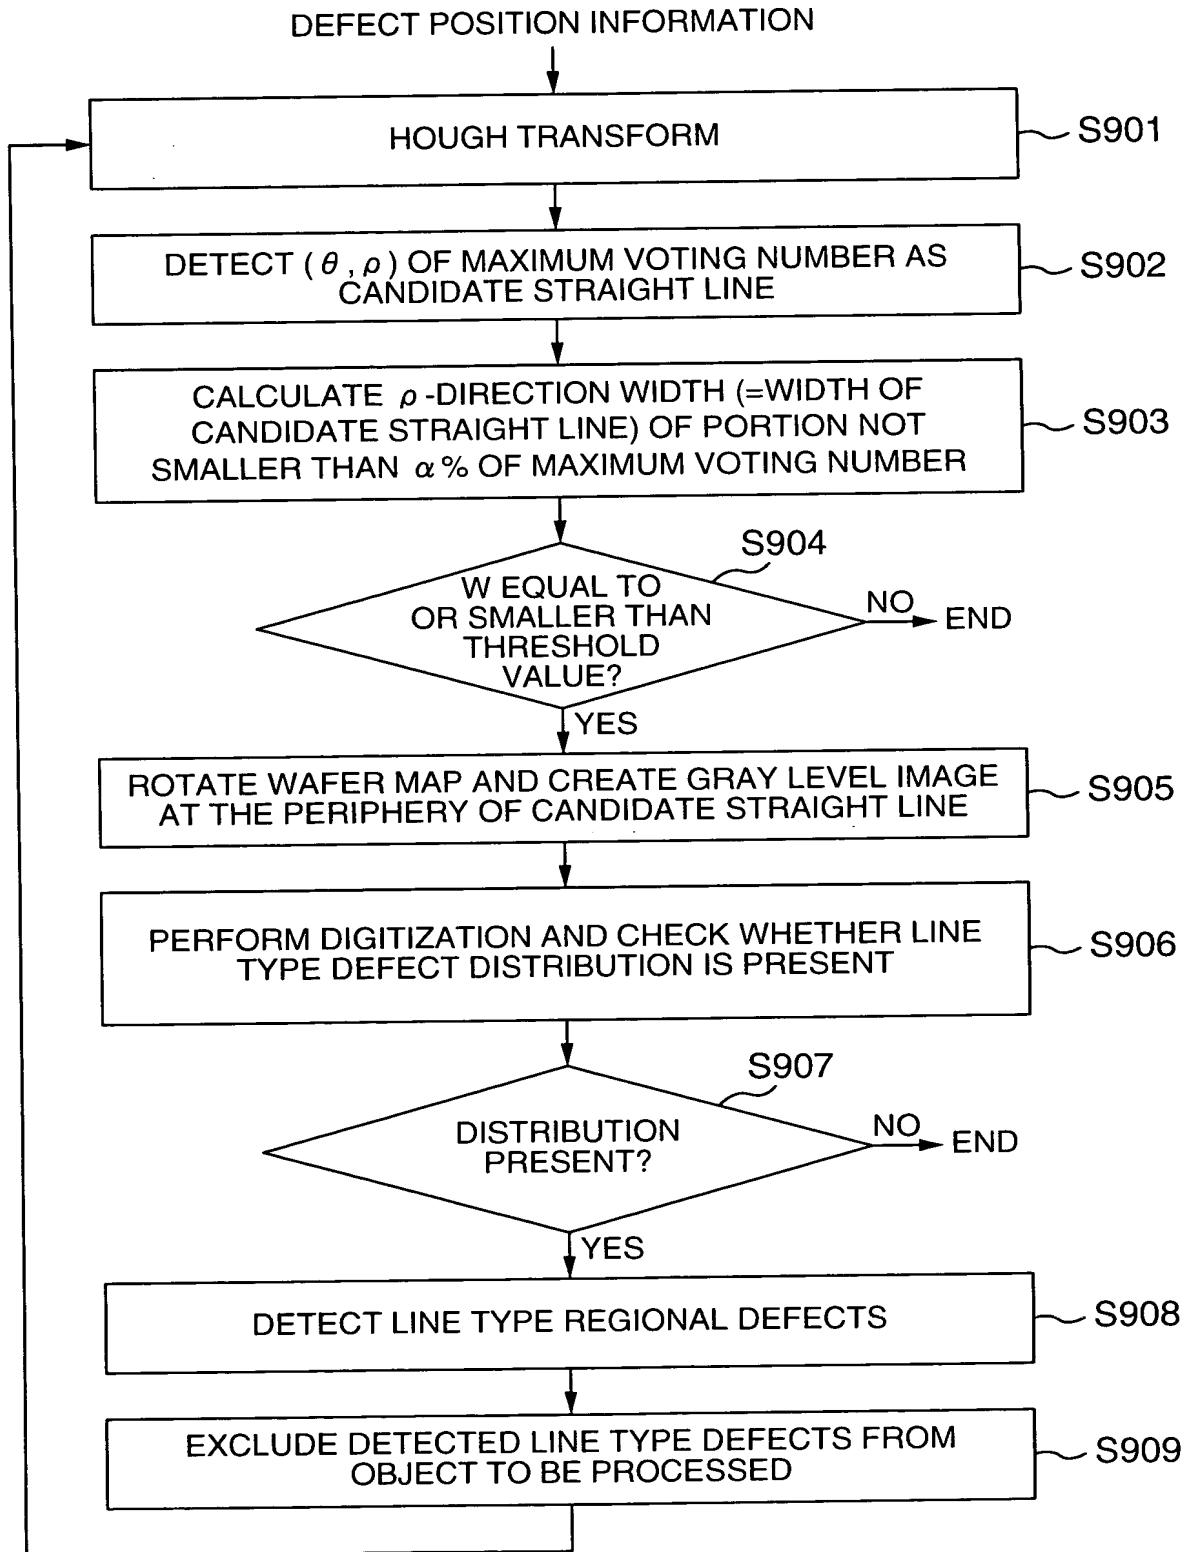 DEFECT POSITION INFORMATION
HOUGH TRANSFORM
S901
DETECT (θ, ρ) OF MAXIMUM VOTING NUMBER AS
CANDIDATE STRAIGHT LINE
S902
CALCULATE ρ-DIRECTION WIDTH (=WIDTH OF
CANDIDATE STRAIGHT LINE) OF PORTION NOT
SMALLER THAN α% OF MAXIMUM VOTING NUMBER
S903
S904
W EQUAL TO
OR SMALLER THAN
THRESHOLD
VALUE?
NO
END
YES
ROTATE WAFER MAP AND CREATE GRAY LEVEL IMAGE
AT THE PERIPHERY OF CANDIDATE STRAIGHT LINE
S905
PERFORM DIGITIZATION AND CHECK WHETHER LINE
TYPE DEFECT DISTRIBUTION IS PRESENT
S906
S907
DISTRIBUTION
PRESENT?
NO
END
YES
DETECT LINE TYPE REGIONAL DEFECTS
S908
EXCLUDE DETECTED LINE TYPE DEFECTS FROM
OBJECT TO BE PROCESSED
S909